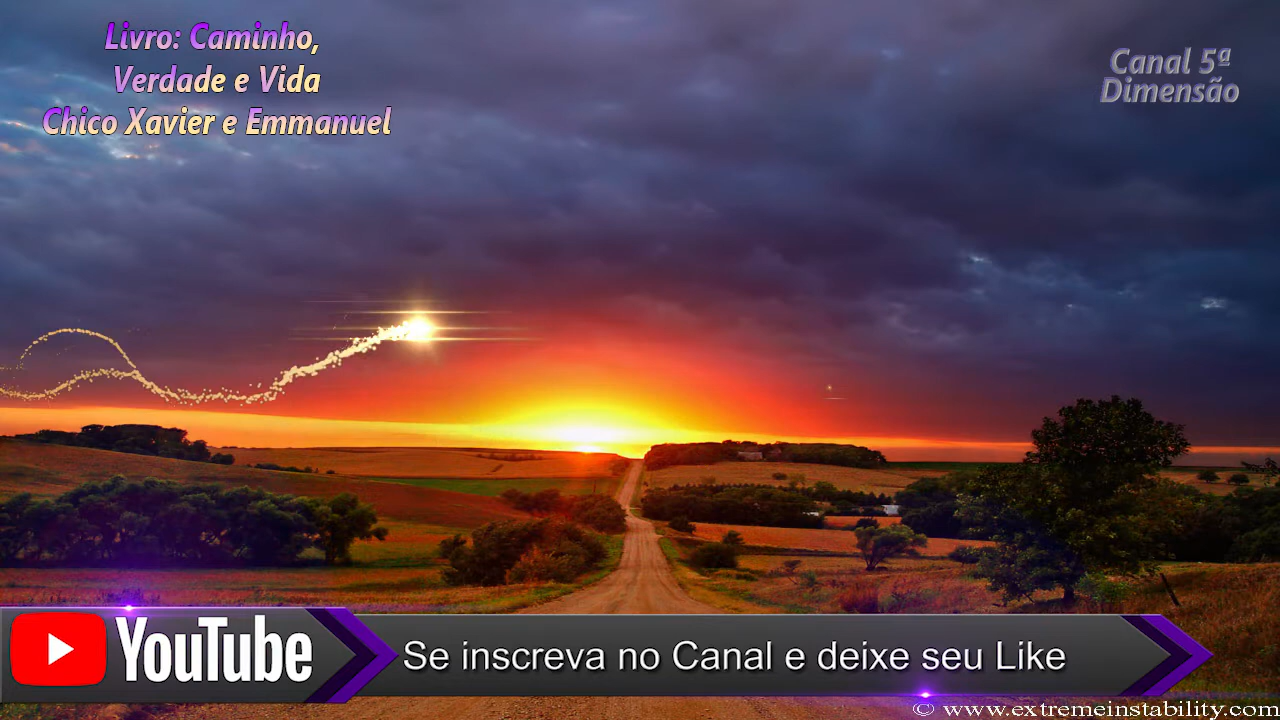 Livro: Caminho,
Verdade e Vida
Chico Xavier e Emmanuel
Canal 5ª
Dimensão
YouTube
Se inscreva no Canal e deixe seu Like
© www.extremeinstability.com